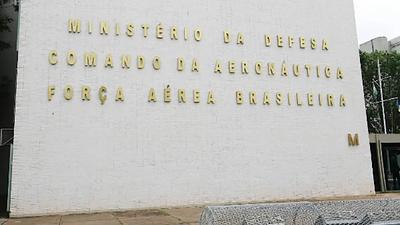 MINISTÉRIO DA DEFESA
COMANDO DA AERONÁUTICA
FORÇA AÉREA BRASILEIRA
M